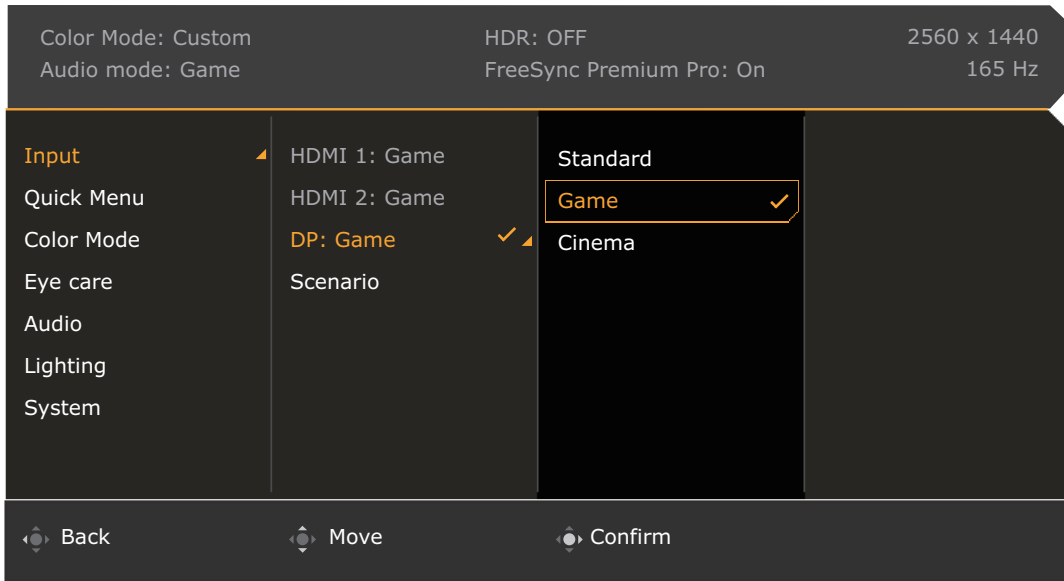 Color Mode: Custom
HDR: OFF
2560 x 1440
Audio mode: Game
FreeSync Premium Pro: On
165 Hz
Input
Quick Menu
Color Mode
Eye care
Audio
Lighting
System
HDMI 1: Game
HDMI 2: Game
DP: Game
Scenario
Standard
Game
Cinema
Back
Move
Confirm